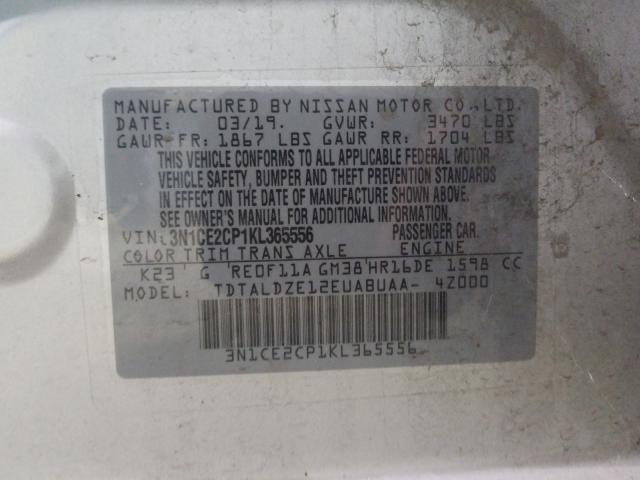 MANUFACTURED BY NISSAN MOTOR CO., LTD.
DATE: 03/19. GVWR: 3470 LBS
GAWR FR: 1867 LBS GAWR RR: 1704 LBS
THIS VEHICLE CONFORMS TO ALL APPLICABLE FEDERAL MOTOR
VEHICLE SAFETY, BUMPER AND THEFT PREVENTION STANDARDS
IN EFFECT ON THE DATE OF MANUFACTURE SHOWN ABOVE.
SEE OWNER'S MANUAL FOR ADDITIONAL INFORMATION.
VIN: 3N1CE2CP1KL365556 PASSENGER CAR.
COLOR TRIM TRANS AXLE ENGINE
K23 G RE0F11A GM38 HR16DE 1598 CC
MODEL: TDTALDZE12EUABUAA- 4Z000
3N1CE2CP1KL365556